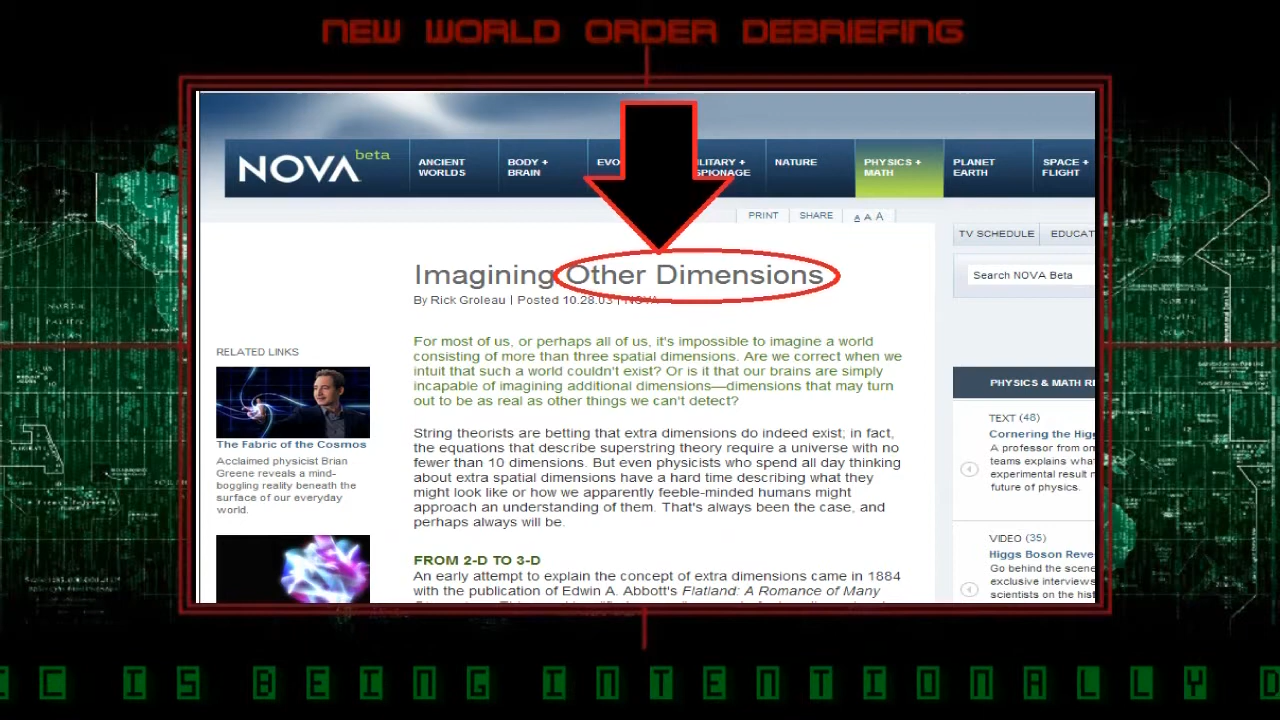 NEW WORLD ORDER DEBRIEFING
NOVA beta
ANCIENT WORLDS
BODY + BRAIN
NATURE
PHYSICS + MATH
PLANET EARTH
SPACE + FLIGHT
PRINT
SHARE
A A A
TV SCHEDULE
EDUCAT
Search NOVA Beta
Imagining Other Dimensions
By Rick Groleau | Posted 10.28.03 | NOVA
For most of us, or perhaps all of us, it's impossible to imagine a world
consisting of more than three spatial dimensions. Are we correct when we
intuit that such a world couldn't exist? Or is it that our brains are simply
incapable of imagining additional dimensions—dimensions that may turn
out to be as real as other things we can't detect?
String theorists are betting that extra dimensions do indeed exist; in fact,
the equations that describe superstring theory require a universe with no
fewer than 10 dimensions. But even physicists who spend all day thinking
about extra spatial dimensions have a hard time describing what they
might look like or how we apparently feeble-minded humans might
approach an understanding of them. That's always been the case, and
perhaps always will be.
FROM 2-D TO 3-D
An early attempt to explain the concept of extra dimensions came in 1884
with the publication of Edwin A. Abbott's Flatland: A Romance of Many
RELATED LINKS
The Fabric of the Cosmos
Acclaimed physicist Brian
Greene reveals a mind-
boggling reality beneath the
surface of our everyday
world.
PHYSICS & MATH R
TEXT (48)
Cornering the Higg
A professor from on
teams explains what
experimental result r
future of physics.
VIDEO (35)
Higgs Boson Reve
Go behind the scene
exclusive interviews
scientists on the hist
NORTH
PACIFIC
OCEAN
C IS BEING INTENTIONALLY D